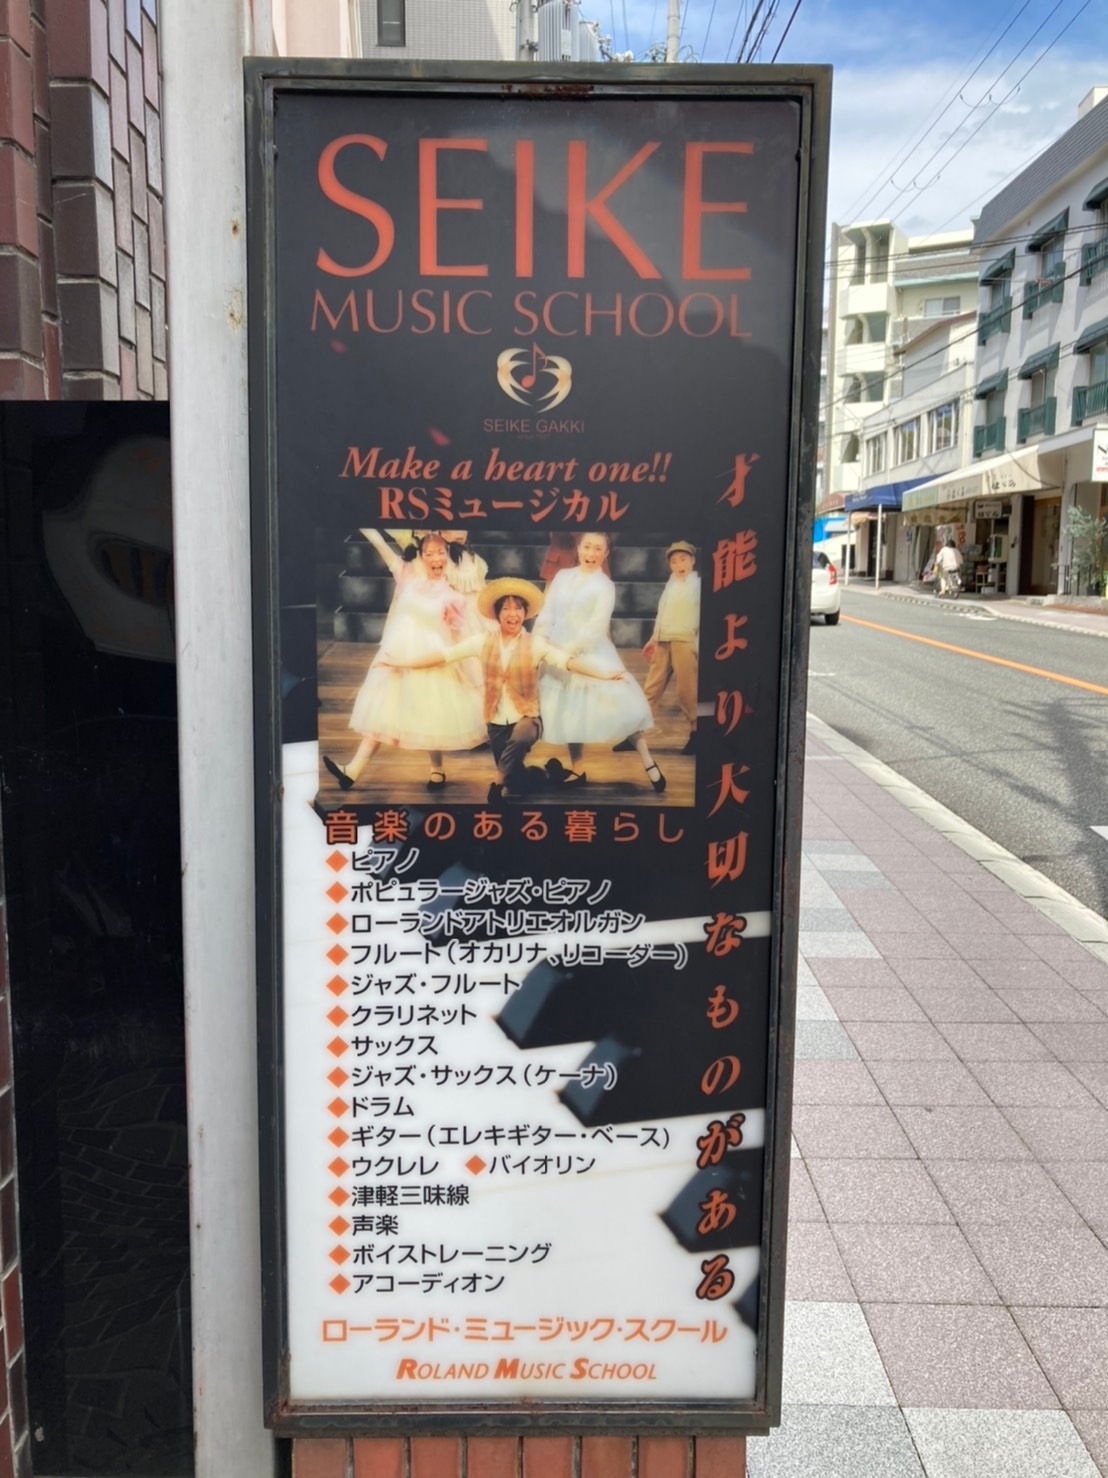 SEIKE
MUSIC SCHOOL
SEIKE GAKKI
Make a heart one!!
RSミュージカル
才能より大切なものがある
音楽のある暮らし
◆ピアノ
◆ポピュラージャズ・ピアノ
◆ローランドアトリエオルガン
◆フルート(オカリナ、リコーダー)
◆ジャズ・フルート
◆クラリネット
◆サックス
◆ジャズ・サックス(ケーナ)
◆ドラム
◆ギター(エレキギター・ベース)
◆ウクレレ ◆バイオリン
◆津軽三味線
◆声楽
◆ボイストレーニング
◆アコーディオン
ローランド・ミュージック・スクール
ROLAND MUSIC SCHOOL